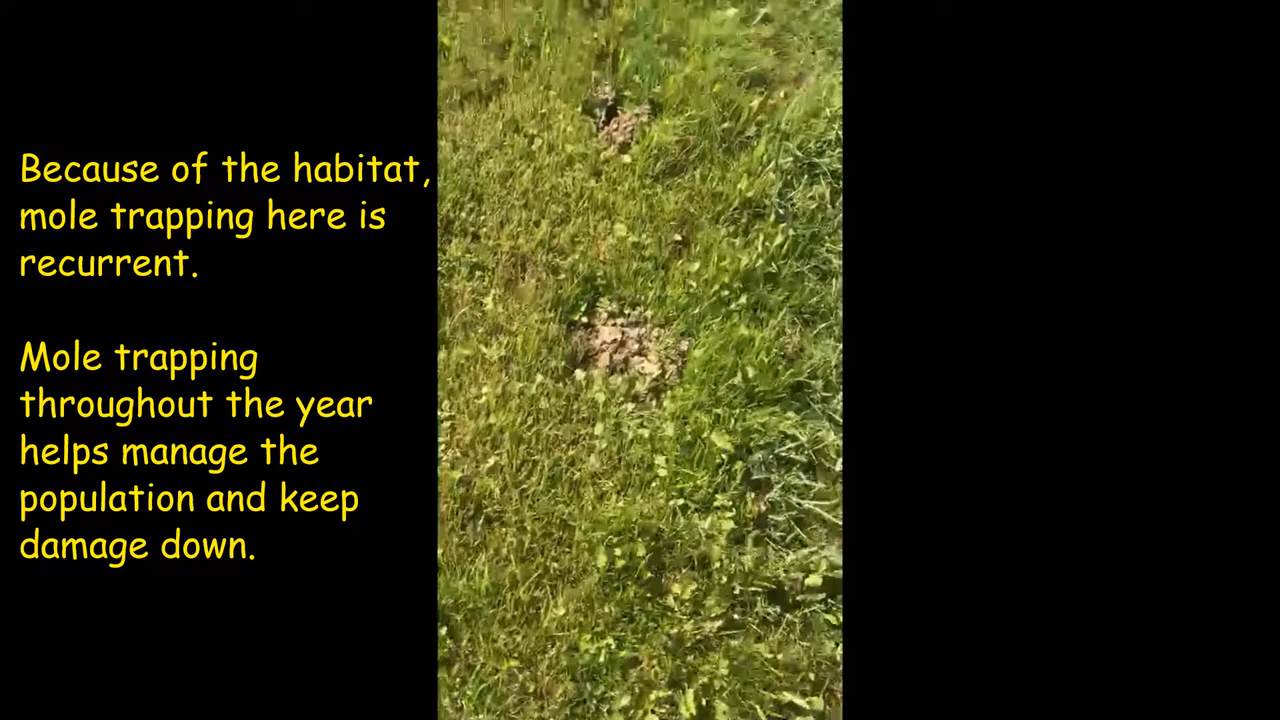 Because of the habitat,
mole trapping here is
recurrent.
Mole trapping
throughout the year
helps manage the
population and keep
damage down.